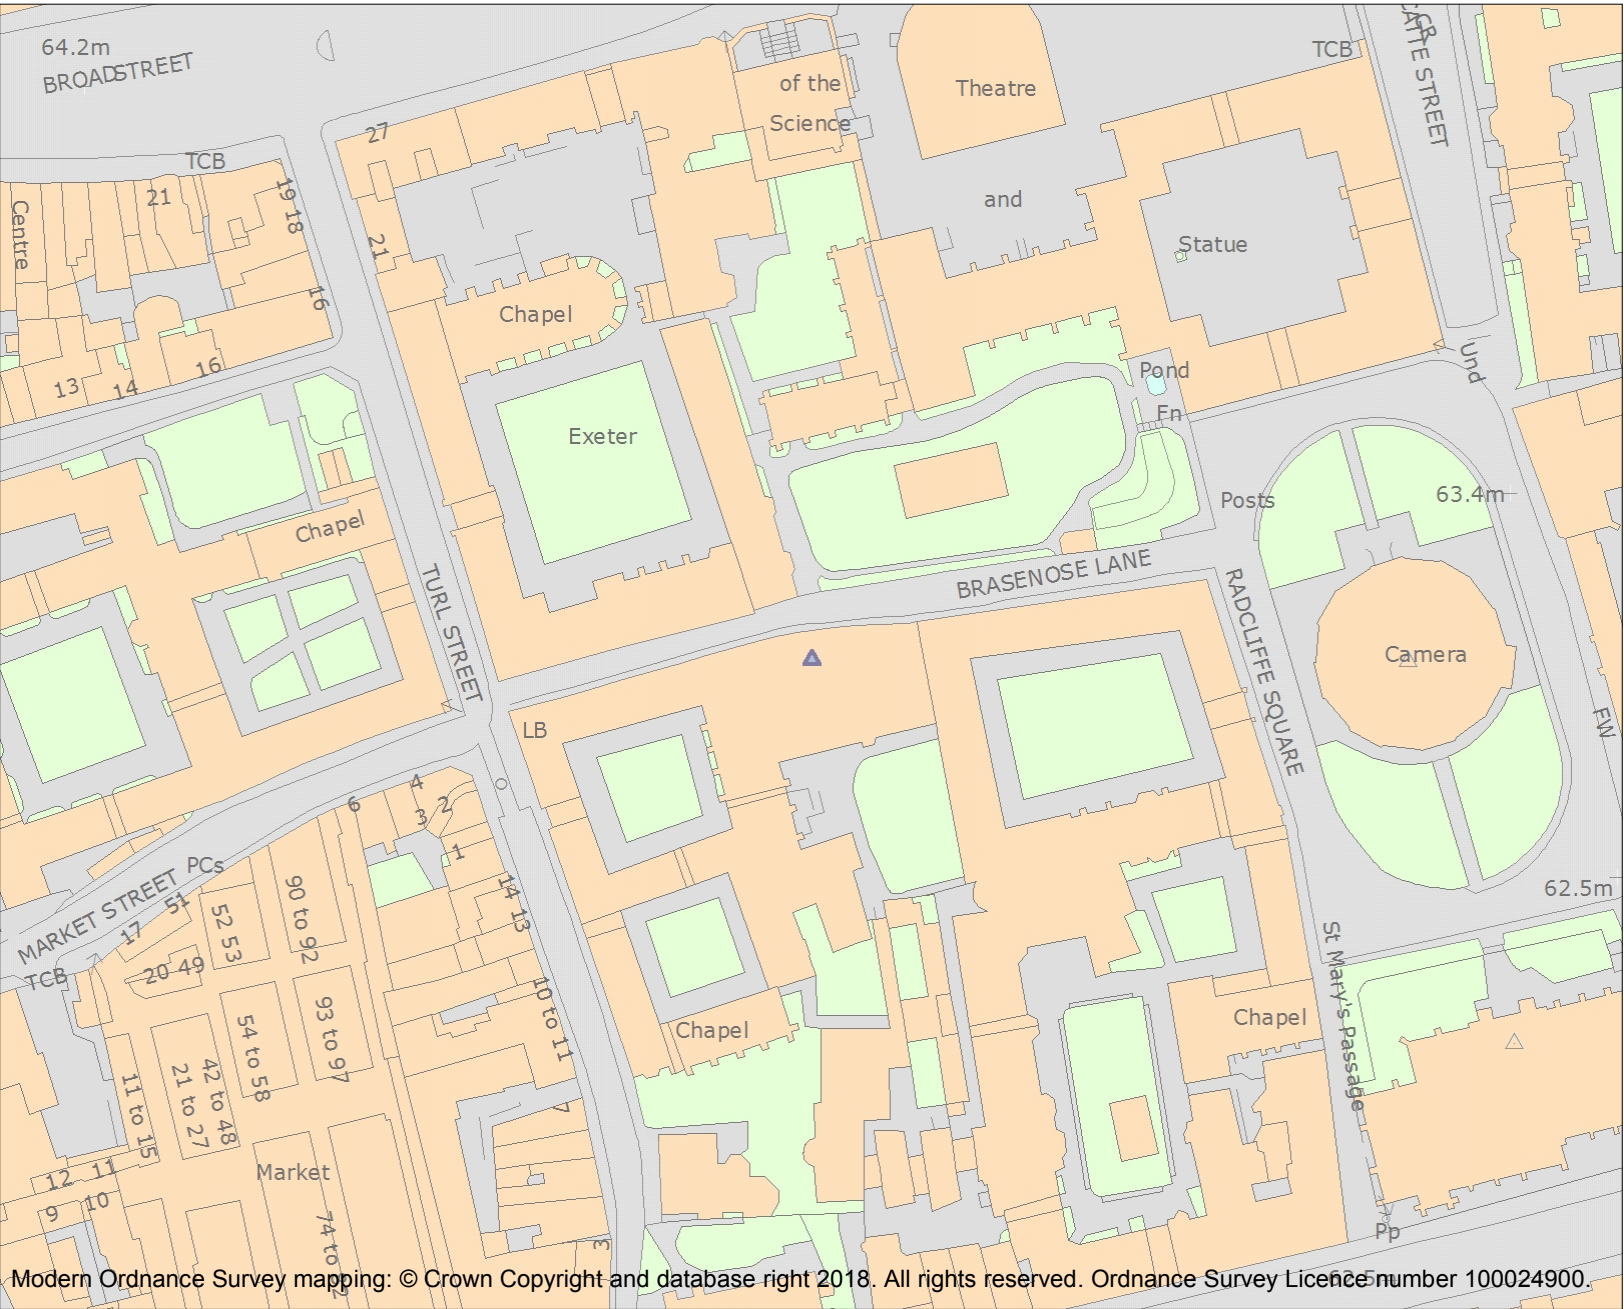 64.2m
BROAD STREET
TCB
21
Centre
19 18
16
13
14
16
27
21
Chapel
of the
Science
Theatre
and
TCB
STREET
Statue
Und
Pond
Fn
Exeter
Chapel
Posts
63.4m
BRASENOSE LANE
TURL STREET
RADCLIFFE SQUARE
Camera
FW
LB
4
3
2
6
1
PCs
MARKET STREET
51
17
TCB
20 49
52 53
90 to 92
14 13
62.5m
93 to 97
54 to 58
42 to 48
21 to 27
11 to 15
10 to 11
7
Chapel
Chapel
St Mary's Passage
12 11
9 10
Market
3
Pp
Modern Ordnance Survey mapping: © Crown Copyright and database right 2018. All rights reserved. Ordnance Survey Licence number 100024900.